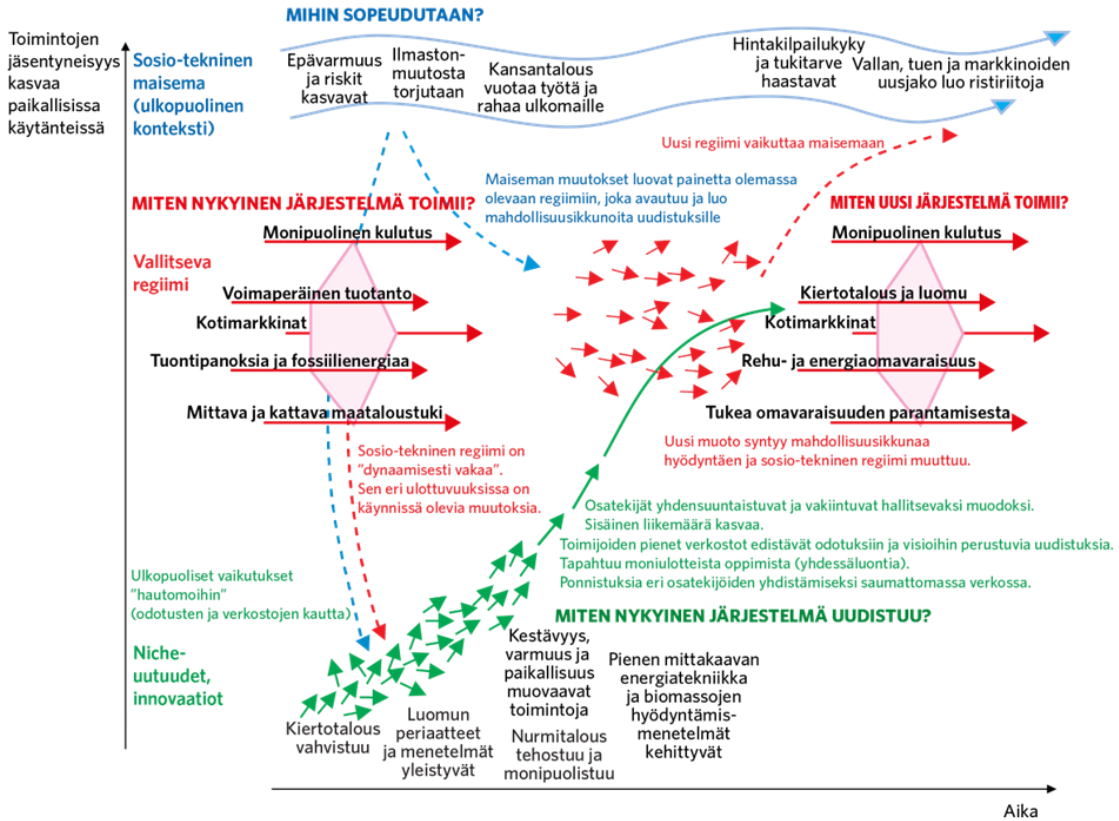 MIHIN SOPEUDUTAAN?
Toimintojen
jäsentyneisyys
kasvaa
paikallisissa
käytänteissä
Sosio-tekninen
maisema
(ulkopuolinen
konteksti)
Epävarmuus
ja riskit
kasvavat
Ilmaston-
muutosta
torjutaan
Kansantalous
vuotaa työtä ja
rahaa ulkomaille
Hintakilpailukyky
ja tukitarve
haastavat
Vallan, tuen ja markkinoiden
uusjako luo ristiriitoja
Uusi regiimi vaikuttaa maisemaan
Maiseman muutokset luovat painetta olemassa
olevaan regiimiin, joka avautuu ja luo
mahdollisuusikkunoita uudistuksille
MITEN NYKYINEN JÄRJESTELMÄ TOIMII?
Vallitseva
regiimi
Monipuolinen kulutus
Voimaperäinen tuotanto
Kotimarkkinat
Tuontipanoksia ja fossiilienergiaa
Mittava ja kattava maataloustuki
MITEN UUSI JÄRJESTELMÄ TOIMII?
Monipuolinen kulutus
Kiertotalous ja luomu
Kotimarkkinat
Rehu- ja energiaomavaraisuus
Tukea omavaraisuuden parantamisesta
Sosio-tekninen regiimi on
"dynaamisesti vakaa".
Sen eri ulottuvuuksissa on
käynnissä olevia muutoksia.
Uusi muoto syntyy mahdollisuusikkunaa
hyödyntäen ja sosio-tekninen regiimi muuttuu.
Osatekijät yhdensuuntaistuvat ja vakiintuvat hallitsevaksi muodoksi.
Sisäinen liikemäärä kasvaa.
Toimijoiden pienet verkostot edistävät odotuksiin ja visioihin perustuvia uudistuksia.
Tapahtuu moniulotteista oppimista (yhdessäluontia).
Ponnistuksia eri osatekijöiden yhdistämiseksi saumattomassa verkossa.
Ulkopuoliset vaikutukset
"hautomoihin"
(odotusten ja verkostojen kautta)
MITEN NYKYINEN JÄRJESTELMÄ UUDISTUU?
Niche-
uutuudet,
innovaatiot
Kiertotalous
vahvistuu
Luomun
periaatteet
ja menetelmät
yleistyvät
Kestävyys,
varmuus ja
paikallisuus
muovaavat
toimintoja
Nurmitalous
tehostuu ja
monipuolistuu
Pienen mittakaavan
energiatekniikka
ja biomassojen
hyödyntämis-
menetelmät
kehittyvät
Aika